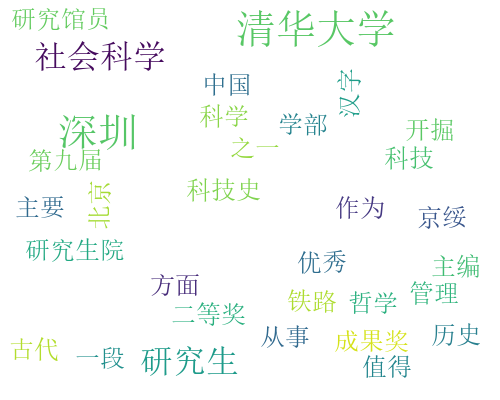 研究馆员
清华大学
社会科学
中国
汉字
科学
深圳
学部
开掘
之一
第九届
科技
科技史
北京
主要
作为
京绥
研究生院
优秀
主编
方面
管理
铁路
哲学
二等奖
从事
成果奖
历史
古代
一段
研究生
值得